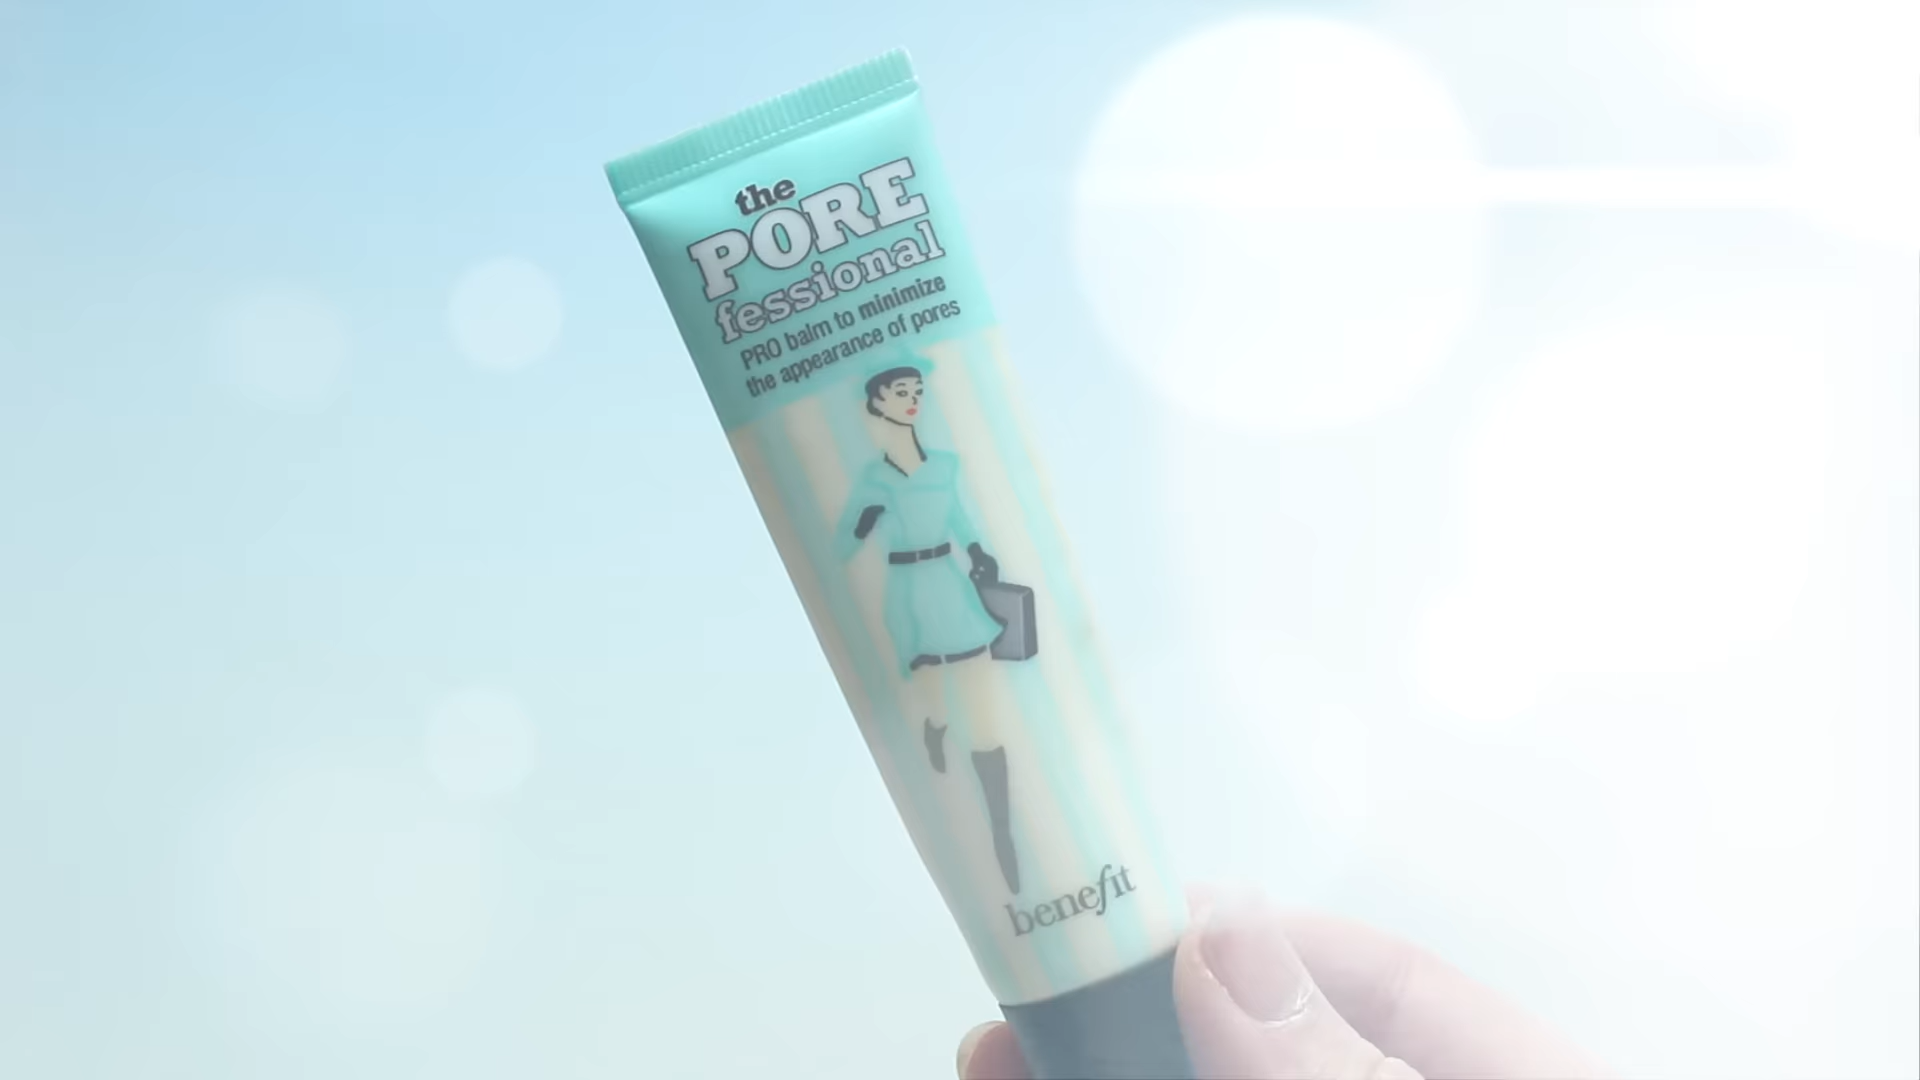 the
PORE
fessional
PRO balm to minimize
the appearance of pores
benefit